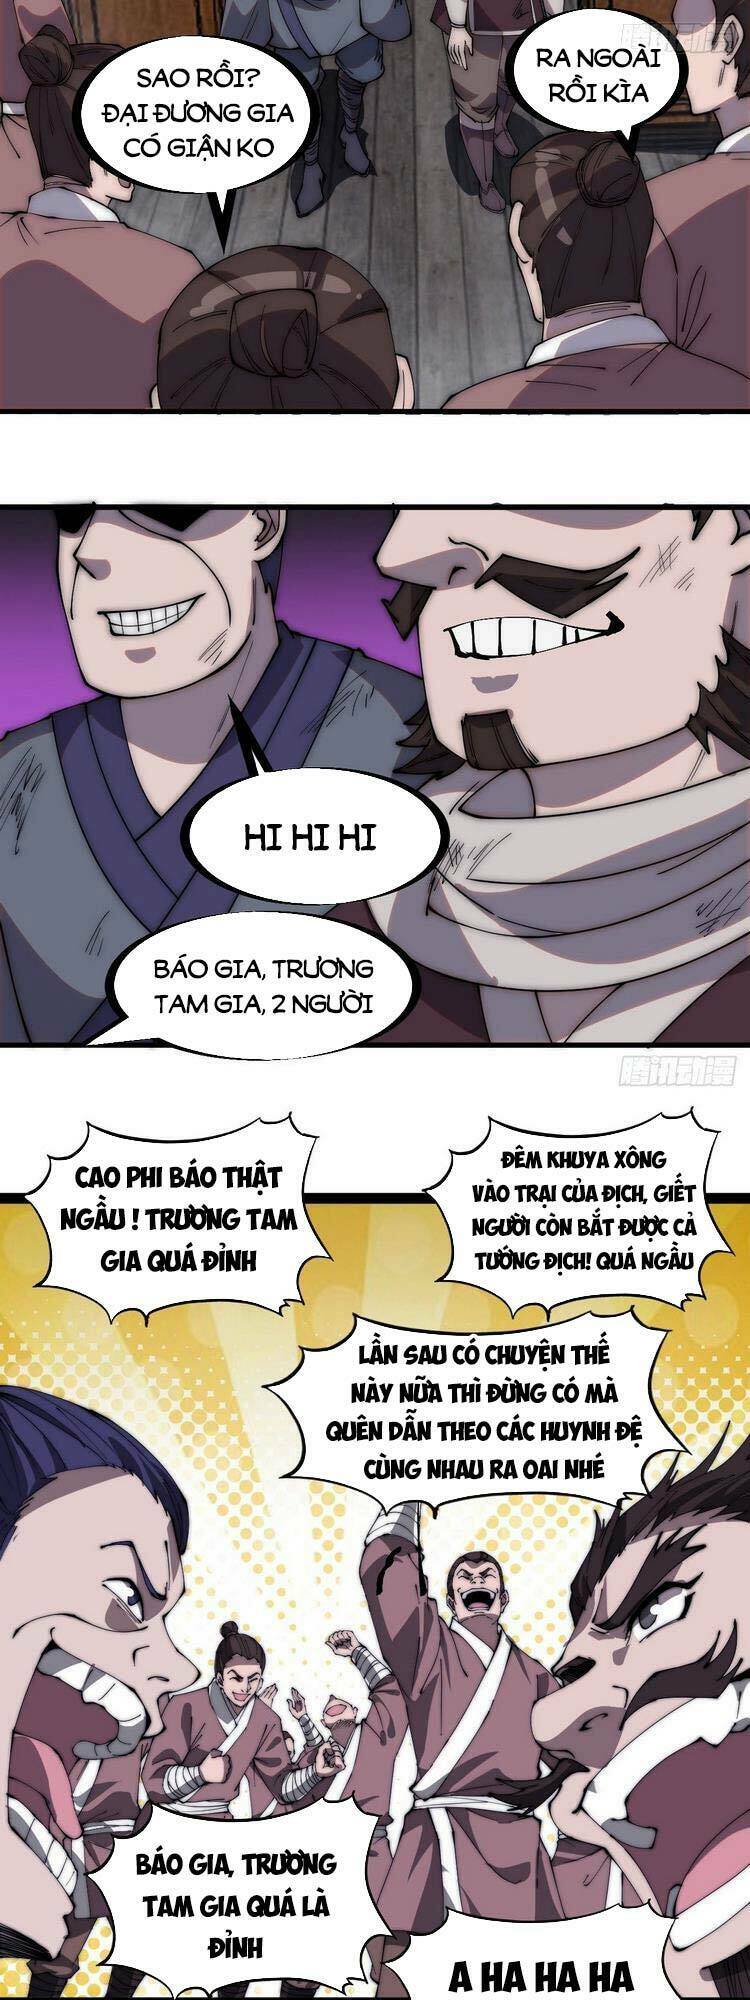 SAO RỒI?
ĐẠI ĐƯƠNG GIA
CÓ GIẬN KO
RA NGOÀI
RỒI KÌA
HI HI HI
BÁO GIA, TRƯƠNG
TAM GIA, 2 NGƯỜI
腾讯动漫
CAO PHI BÁO THẬT
NGẦU ! TRƯƠNG TAM
GIA QUÁ ĐỈNH
ĐÊM KHUYA XÔNG
VÀO TRẠI CỦA ĐỊCH, GIẾT
NGƯỜI CÒN BẮT ĐƯỢC CẢ
TƯỚNG ĐỊCH! QUÁ NGẦU
LẦN SAU CÓ CHUYỆN THẾ
NÀY NỮA THÌ ĐỪNG CÓ MÀ
QUÊN DẪN THEO CÁC HUYNH ĐỆ
CÙNG NHAU RA OAI NHÉ
BÁO GIA, TRƯƠNG
TAM GIA QUÁ LÀ
ĐỈNH
A HA HA HA